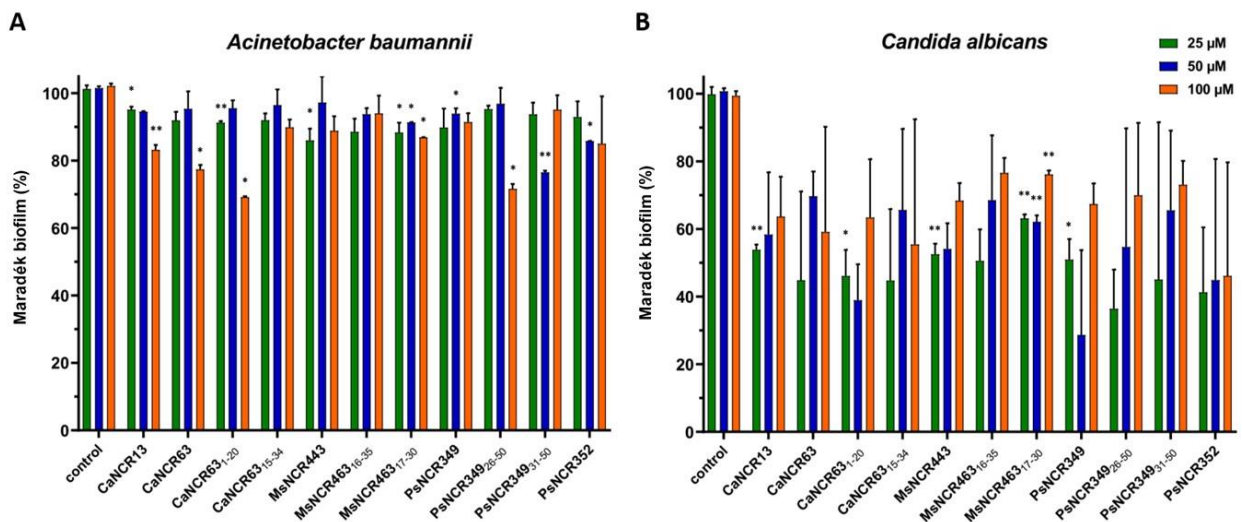 A
Acinetobacter baumannii
Maradék biofilm (%)
100
80
60
40
20
0
* ** * ** * * * * * * * ** *
control
CaNCR13
CaNCR63
CaNCR63₁₋₂₀
CaNCR63₁₅₋₃₄
MsNCR443
MsNCR463₁₆₋₃₅
MsNCR463₁₇₋₃₀
PsNCR349
PsNCR349₂₆₋₅₀
PsNCR349₃₁₋₅₀
PsNCR352
B
Candida albicans
25 µM
50 µM
100 µM
Maradék biofilm (%)
100
80
60
40
20
0
** * ** ** ** ** *
control
CaNCR13
CaNCR63
CaNCR63₁₋₂₀
CaNCR63₁₅₋₃₄
MsNCR443
MsNCR463₁₆₋₃₅
MsNCR463₁₇₋₃₀
PsNCR349
PsNCR349₂₆₋₅₀
PsNCR349₃₁₋₅₀
PsNCR352